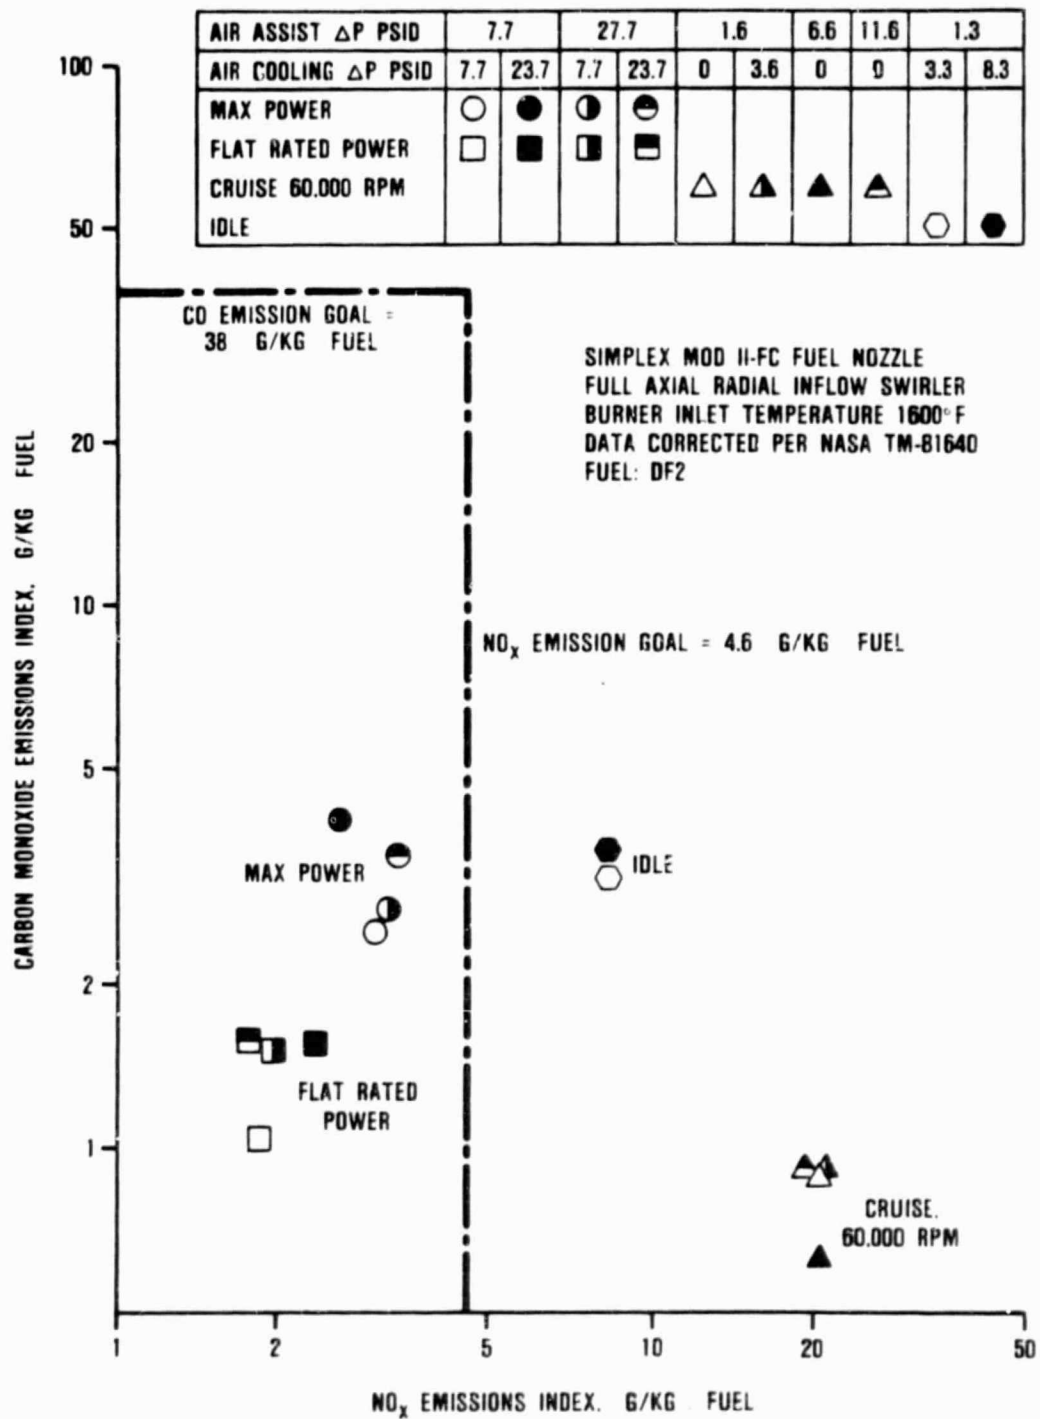 AIR ASSIST △P PSID 7.7 27.7 1.6 6.6 11.6 1.3
AIR COOLING △P PSID 7.7 23.7 7.7 23.7 0 3.6 0 0 3.3 8.3
MAX POWER
FLAT RATED POWER
CRUISE 60.000 RPM
IDLE
100
50
20
10
5
2
1
CARBON MONOXIDE EMISSIONS INDEX. G/KG FUEL
CO EMISSION GOAL =
38 G/KG FUEL
SIMPLEX MOD II-FC FUEL NOZZLE
FULL AXIAL RADIAL INFLOW SWIRLER
BURNER INLET TEMPERATURE 1600°F
DATA CORRECTED PER NASA TM-81640
FUEL: DF2
NOx EMISSION GOAL = 4.6 G/KG FUEL
MAX POWER
IDLE
FLAT RATED
POWER
CRUISE.
60.000 RPM
1 2 5 10 20 50
NOx EMISSIONS INDEX. G/KG FUEL